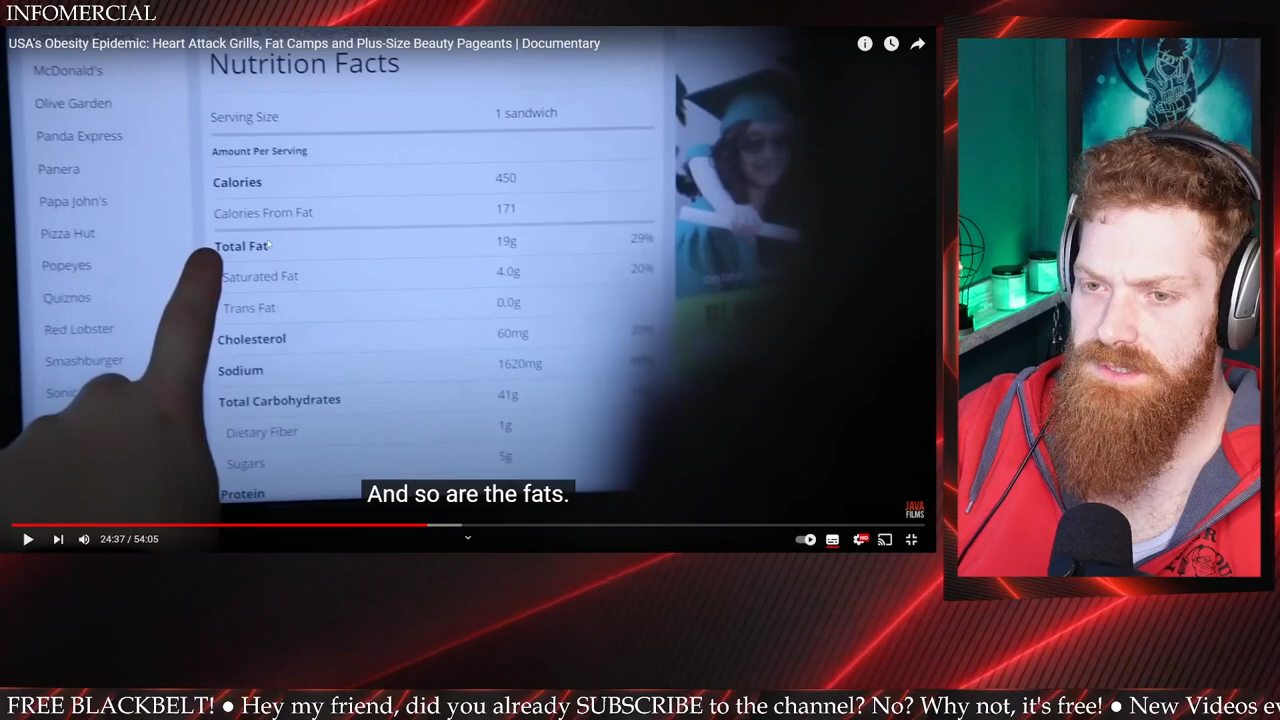 INFOMERCIAL
USA's Obesity Epidemic: Heart Attack Grills, Fat Camps and Plus-Size Beauty Pageants | Documentary
McDonald's
Olive Garden
Panda Express
Panera
Papa John's
Pizza Hut
Popeyes
Quiznos
Red Lobster
Smashburger
Sonic
Nutrition Facts
Serving Size 1 sandwich
Amount Per Serving
Calories 450
Calories From Fat 171
Total Fat 19g 29%
Saturated Fat 4.0g 20%
Trans Fat 0.0g
Cholesterol 60mg
Sodium 1620mg
Total Carbohydrates 41g
Dietary Fiber 1g
Sugars 5g
Protein
And so are the fats.
JAVA
FILMS
24:37 / 54:05
HD
FREE BLACKBELT! ● Hey my friend, did you already SUBSCRIBE to the channel? No? Why not, it's free! ● New Videos ev